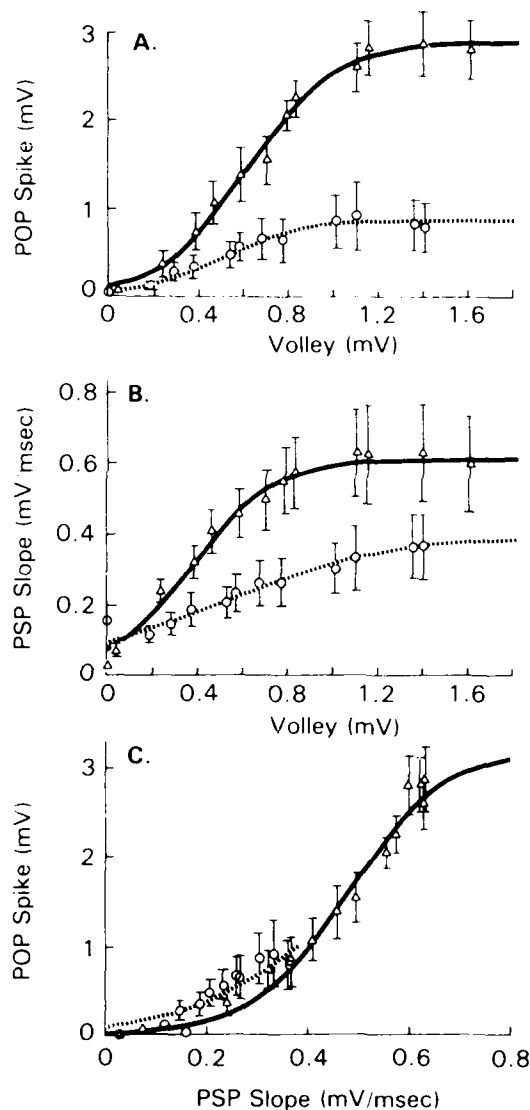 A.
POP Spike (mV)
3
2
1
0
0 0.4 0.8 1.2 1.6
Volley (mV)
B.
PSP Slope (mV/msec)
0.8
0.6
0.4
0.2
0
0 0.4 0.8 1.2 1.6
Volley (mV)
C.
POP Spike (mV)
3
2
1
0
0 0.2 0.4 0.6 0.8
PSP Slope (mV/msec)